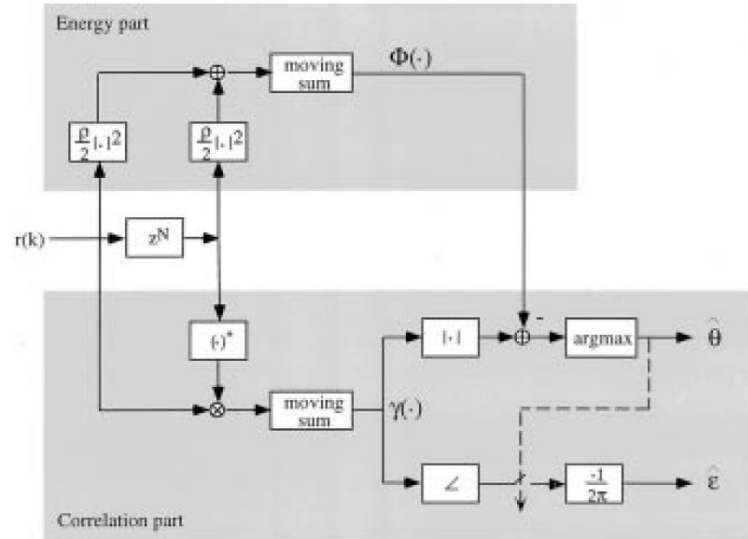 Energy part
moving
sum
Φ(·)
ρ/2 |·|²
ρ/2 |·|²
r(k)
zᴺ
-
(·)*
|·|
argmax
θ̂
moving
sum
γ(·)
∠
-1/2π
ε̂
Correlation part